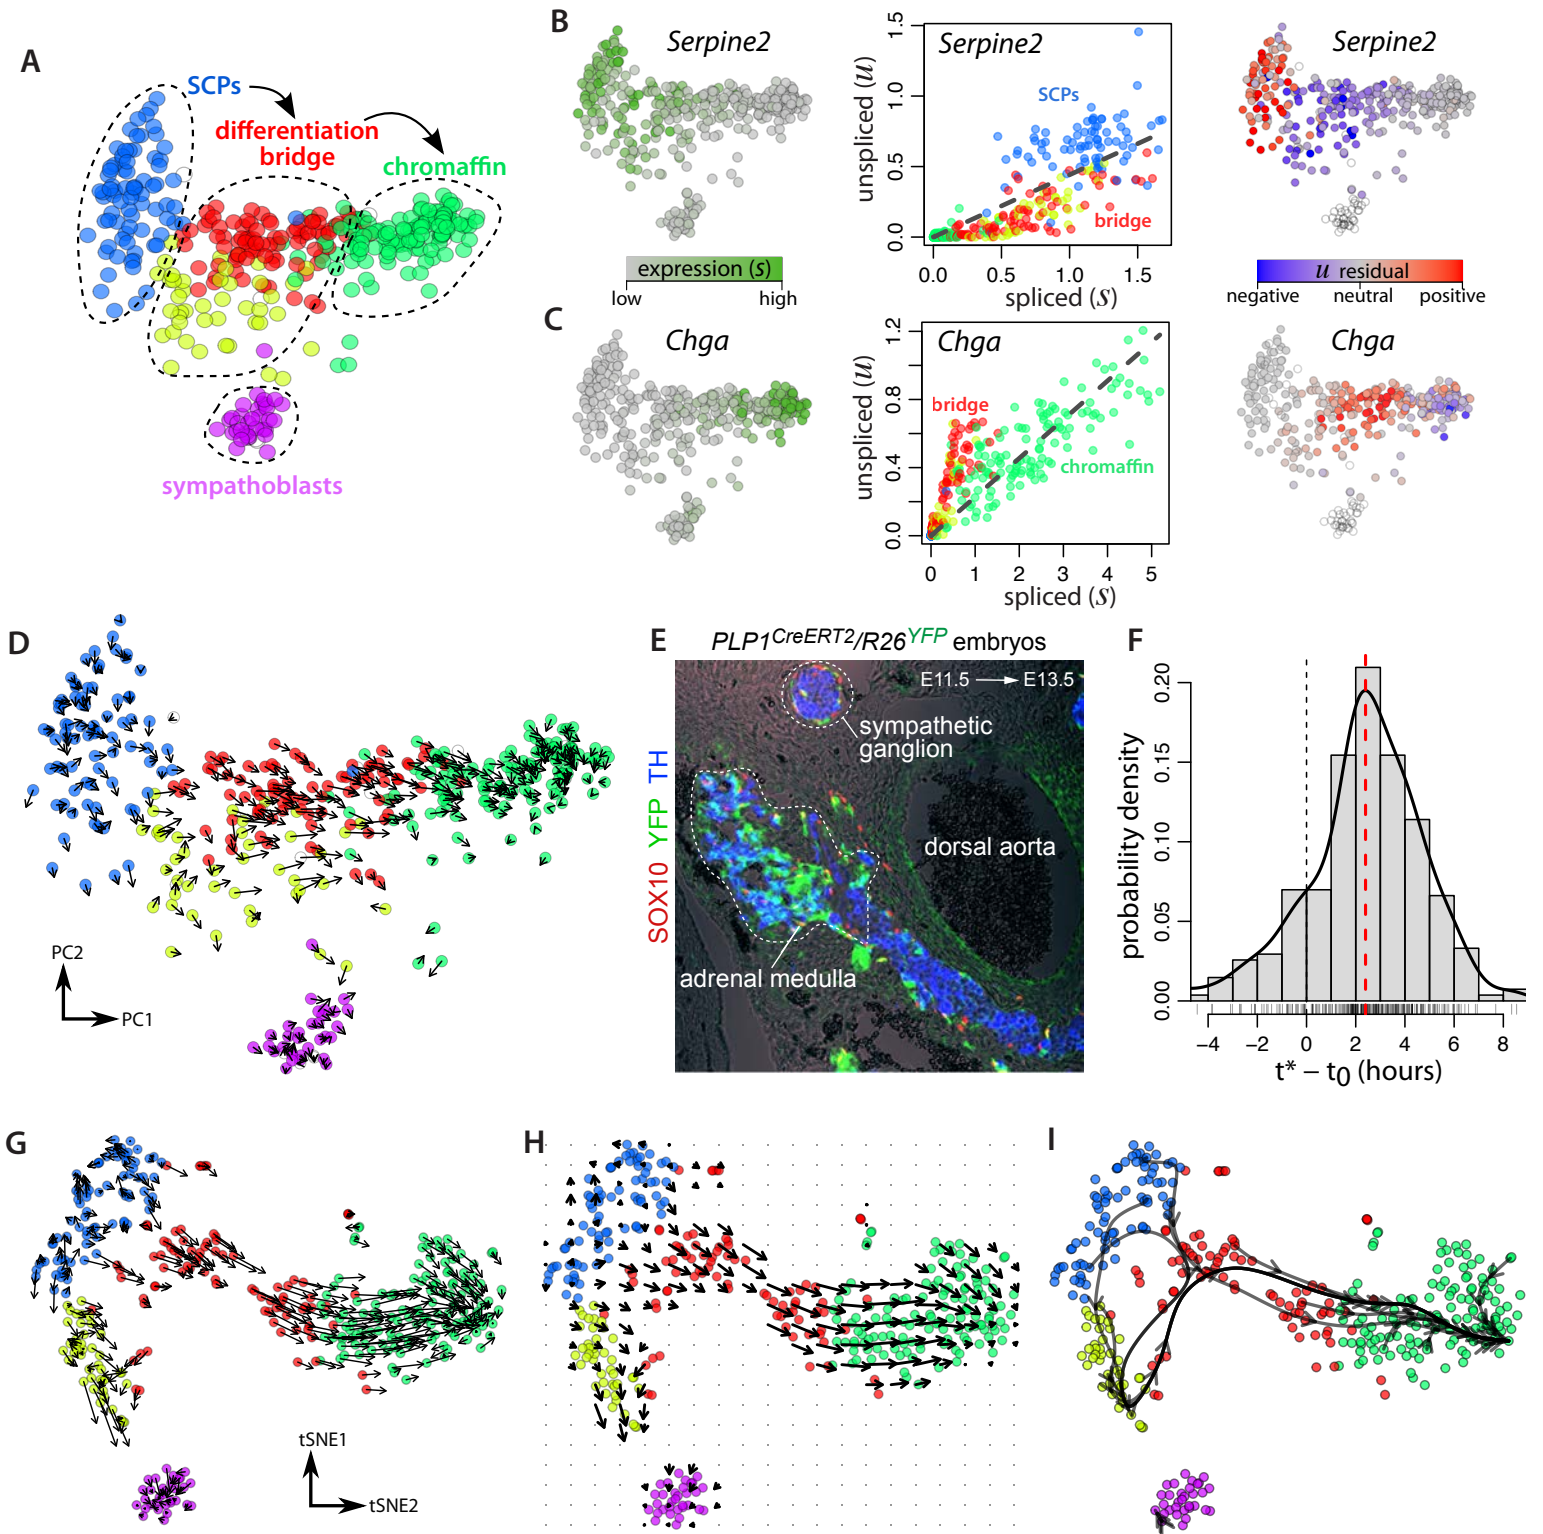 A
SCPs
differentiation
bridge
chromaffin
sympathoblasts
B
Serpine2
expression (s)
low high
Serpine2
SCPs
bridge
unspliced (u)
0.0 0.5 1.0 1.5
0.0 0.5 1.0 1.5
spliced (s)
Serpine2
u residual
negative neutral positive
C
Chga
Chga
bridge
chromaffin
unspliced (u)
0.0 0.4 0.8 1.2
0 1 2 3 4 5
spliced (s)
Chga
D
PC2
PC1
E
PLP1CreERT2/R26YFP embryos
E11.5 E13.5
sympathetic
ganglion
dorsal aorta
adrenal medulla
SOX10 YFP TH
F
probability density
0.00 0.05 0.10 0.15 0.20
−4 −2 0 2 4 6 8
t* − t0 (hours)
G
tSNE1
tSNE2
H
I